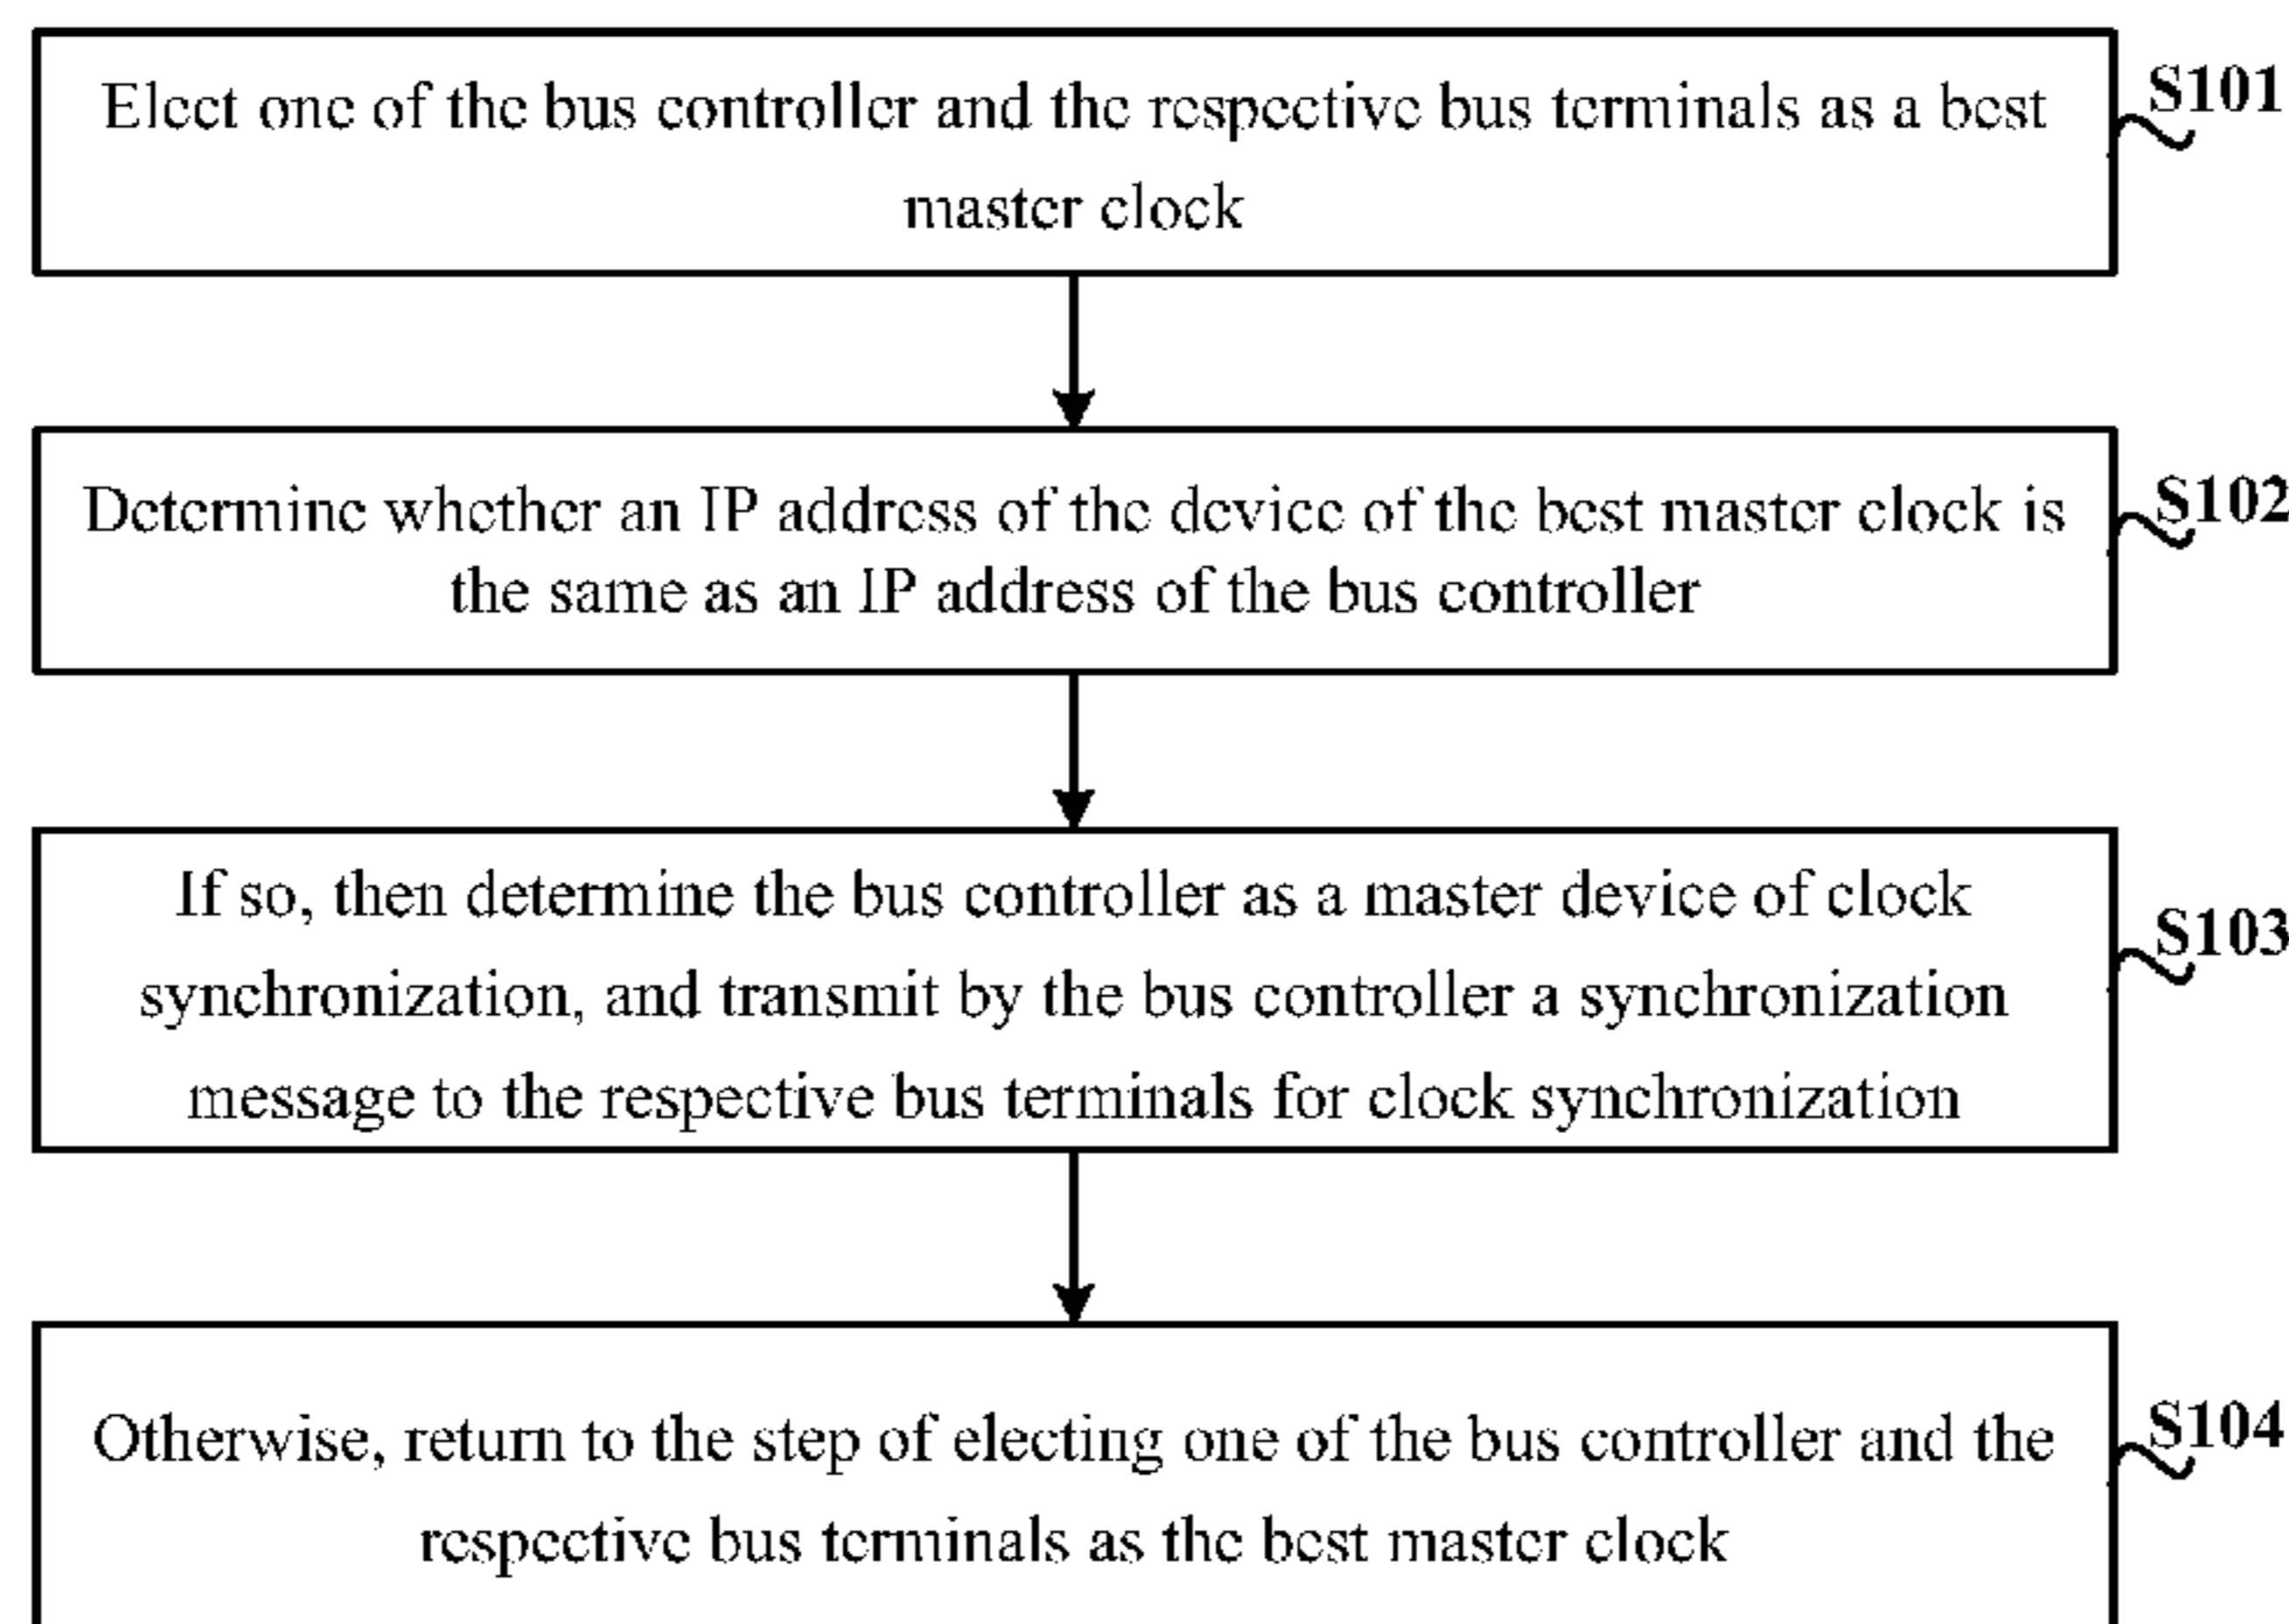 Elect one of the bus controller and the respective bus terminals as a best
S101
master clock
Determine whether an IP address of the device of the best master clock is
S102
the same as an IP address of the bus controller
If so, then determine the bus controller as a master device of clock
S103
synchronization, and transmit by the bus controller a synchronization
message to the respective bus terminals for clock synchronization
Otherwise, return to the step of electing one of the bus controller and the
S104
respective bus terminals as the best master clock